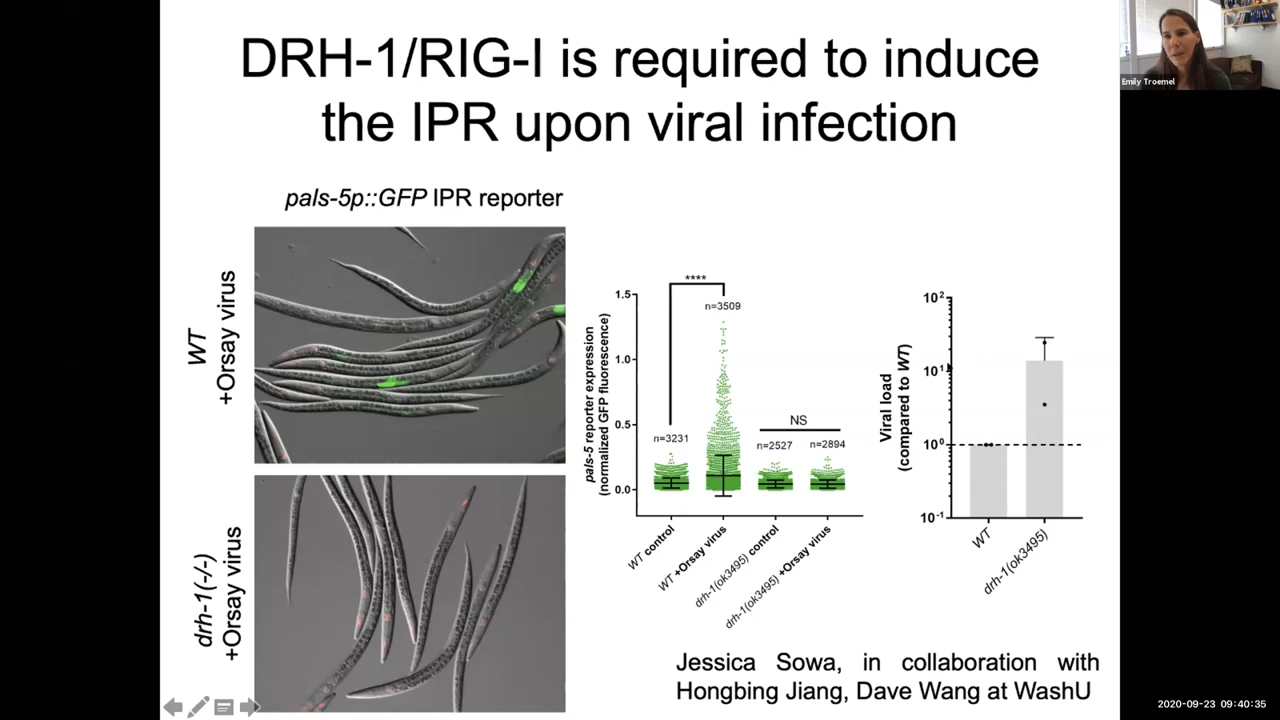 DRH-1/RIG-I is required to induce
the IPR upon viral infection
Emily Troemel
pals-5p::GFP IPR reporter
WT
+Orsay virus
drh-1(-/-)
+Orsay virus
pals-5 reporter expression
(normalized GFP fluorescence)
1.5
1.0
0.5
0.0
****
n=3231
n=3509
NS
n=2527
n=2894
WT control
WT +Orsay virus
drh-1(ok3495) control
drh-1(ok3495) +Orsay virus
Viral load
(compared to WT)
10²
10¹
10⁰
10⁻¹
WT
drh-1(ok3495)
Jessica Sowa, in collaboration with
Hongbing Jiang, Dave Wang at WashU
2020-09-23 09:40:35